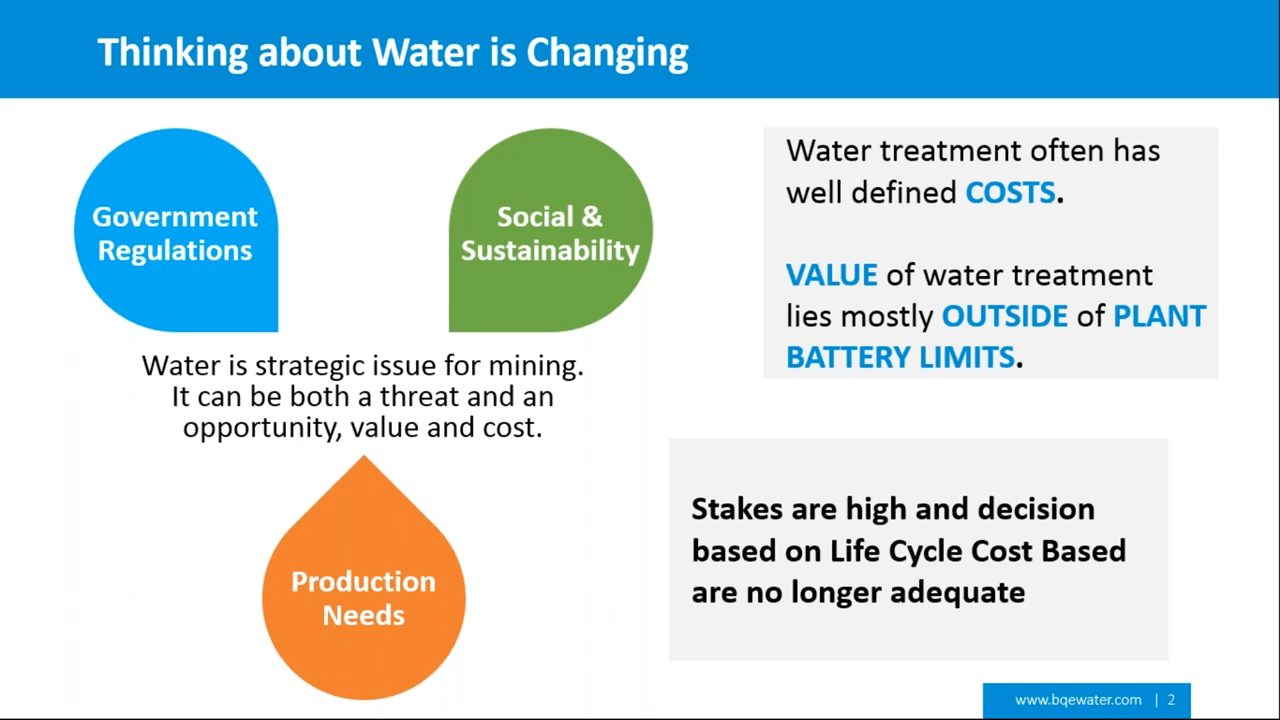 Thinking about Water is Changing
Government
Regulations
Social &
Sustainability
Water is strategic issue for mining.
It can be both a threat and an
opportunity, value and cost.
Production
Needs
Water treatment often has
well defined COSTS.
VALUE of water treatment
lies mostly OUTSIDE of PLANT
BATTERY LIMITS.
Stakes are high and decision
based on Life Cycle Cost Based
are no longer adequate
www.bqewater.com | 2